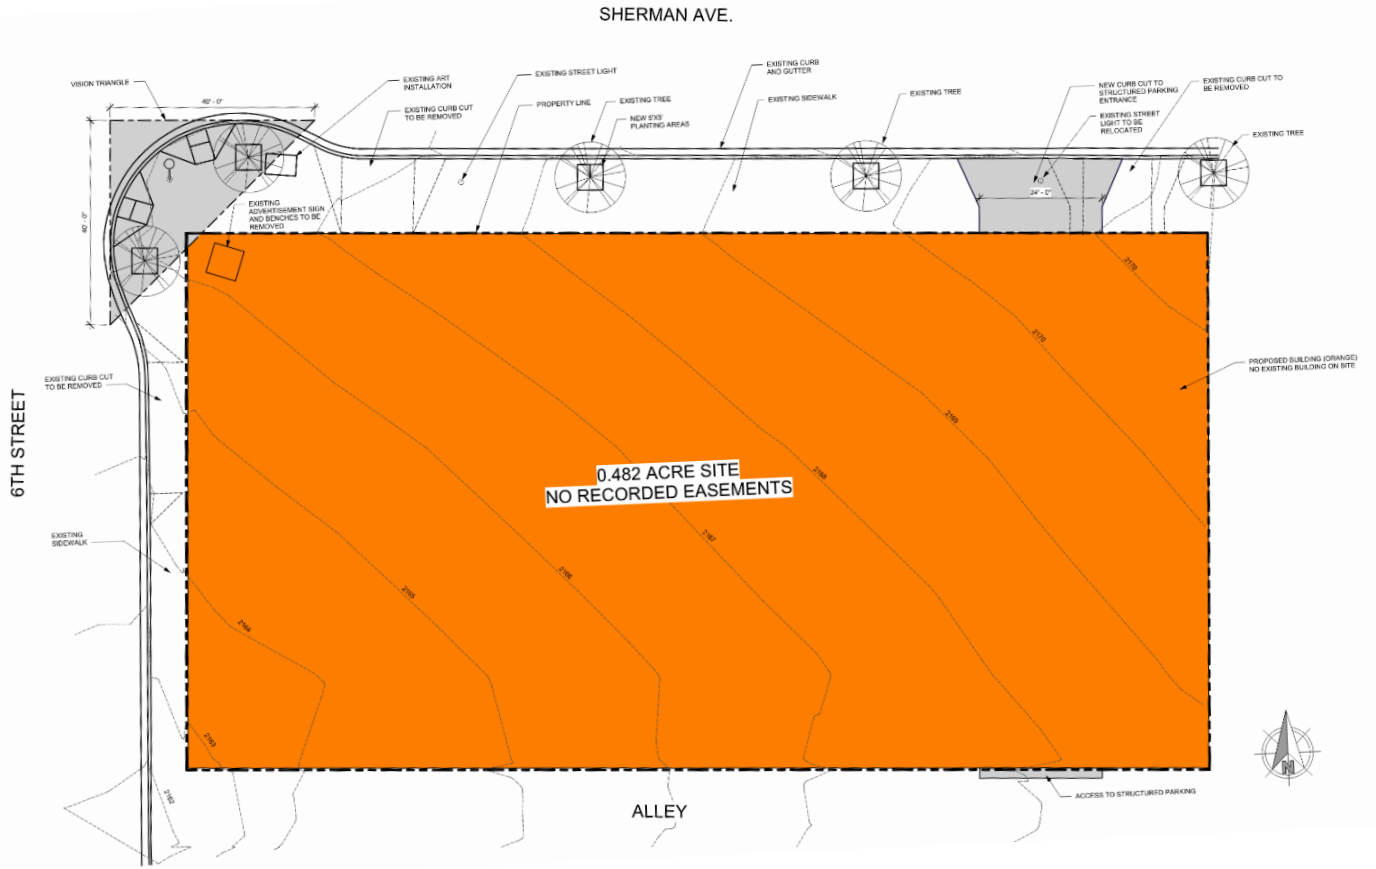 SHERMAN AVE.
VISION TRIANGLE
40' - 0"
EXISTING ART
INSTALLATION
EXISTING CURB CUT
TO BE REMOVED
EXISTING STREET LIGHT
PROPERTY LINE
EXISTING TREE
NEW 5'X5'
PLANTING AREAS
EXISTING CURB
AND GUTTER
EXISTING SIDEWALK
EXISTING TREE
NEW CURB CUT TO
STRUCTURED PARKING
ENTRANCE
EXISTING STREET
LIGHT TO BE
RELOCATED
EXISTING CURB CUT TO
BE REMOVED
EXISTING TREE
24' - 0"
40' - 0"
EXISTING
ADVERTISEMENT SIGN
AND BENCHES TO BE
REMOVED
2170
2170
PROPOSED BUILDING (ORANGE)
NO EXISTING BUILDING ON SITE
EXISTING CURB CUT
TO BE REMOVED
6TH STREET
2169
0.482 ACRE SITE
NO RECORDED EASEMENTS
2168
EXISTING
SIDEWALK
2167
2166
2165
2164
2163
2162
N
ACCESS TO STRUCTURED PARKING
ALLEY